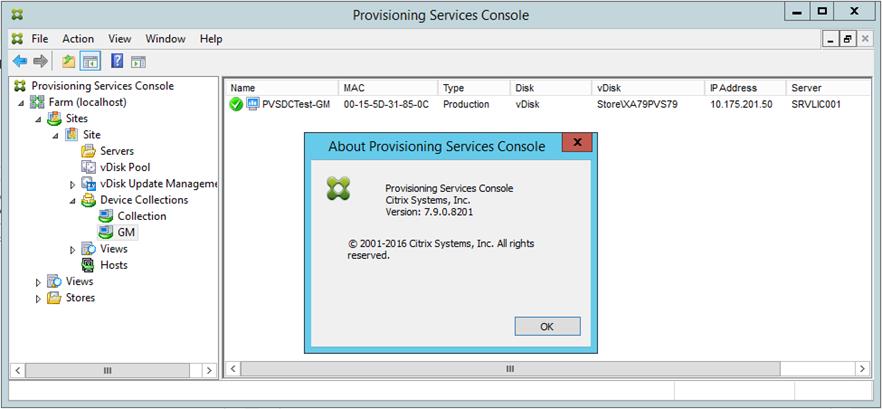 Provisioning Services Console
File Action View Window Help
Provisioning Services Console
Farm (localhost)
Sites
Site
Servers
vDisk Pool
vDisk Update Manageme
Device Collections
Collection
GM
Views
Hosts
Views
Stores
Name MAC Type Disk vDisk IP Address Server
PVSDCTest-GM 00-15-5D-31-85-0C Production vDisk Store\XA79PVS79 10.175.201.50 SRVLIC001
About Provisioning Services Console
Provisioning Services Console
Citrix Systems, Inc.
Version: 7.9.0.8201
© 2001-2016 Citrix Systems, Inc. All rights
reserved.
OK